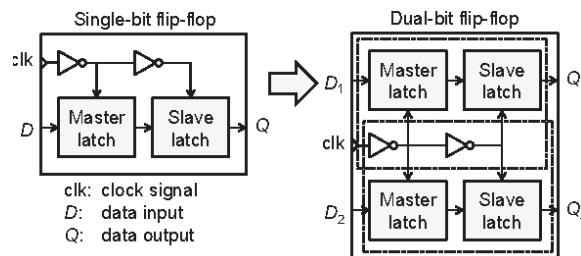 Single-bit flip-flop
clk
Master
latch
Slave
latch
D
Q
clk: clock signal
D: data input
Q: data output
Dual-bit flip-flop
D1
Master
latch
Slave
latch
Q
clk
D2
Master
latch
Slave
latch
Q